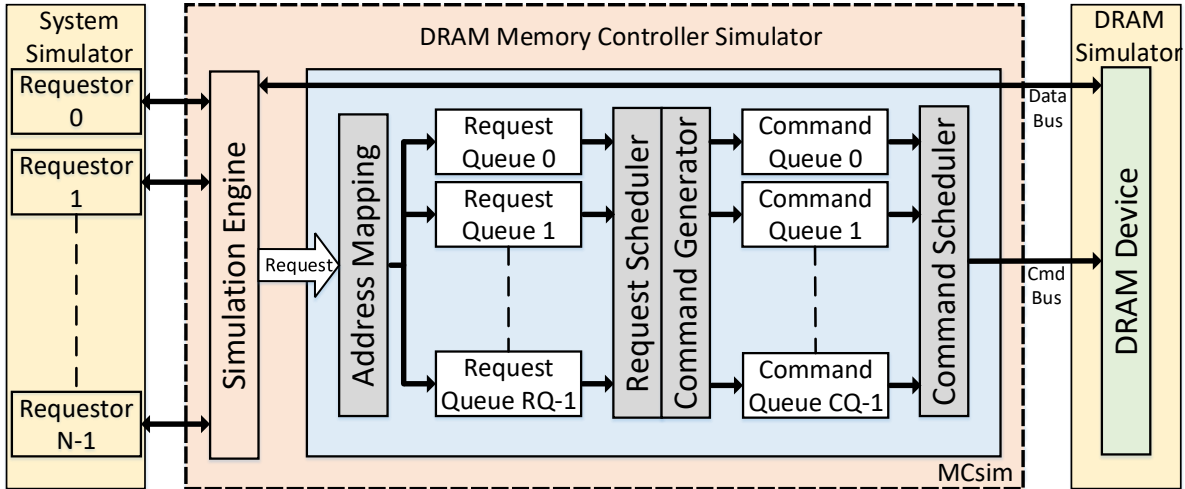 System
Simulator
Requestor
0
Requestor
1
Requestor
N-1
DRAM Memory Controller Simulator
Simulation Engine
Request
Address Mapping
Request
Queue 0
Request
Queue 1
Request
Queue RQ-1
Request Scheduler
Command Generator
Command
Queue 0
Command
Queue 1
Command
Queue CQ-1
Command Scheduler
MCsim
Data
Bus
Cmd
Bus
DRAM
Simulator
DRAM Device